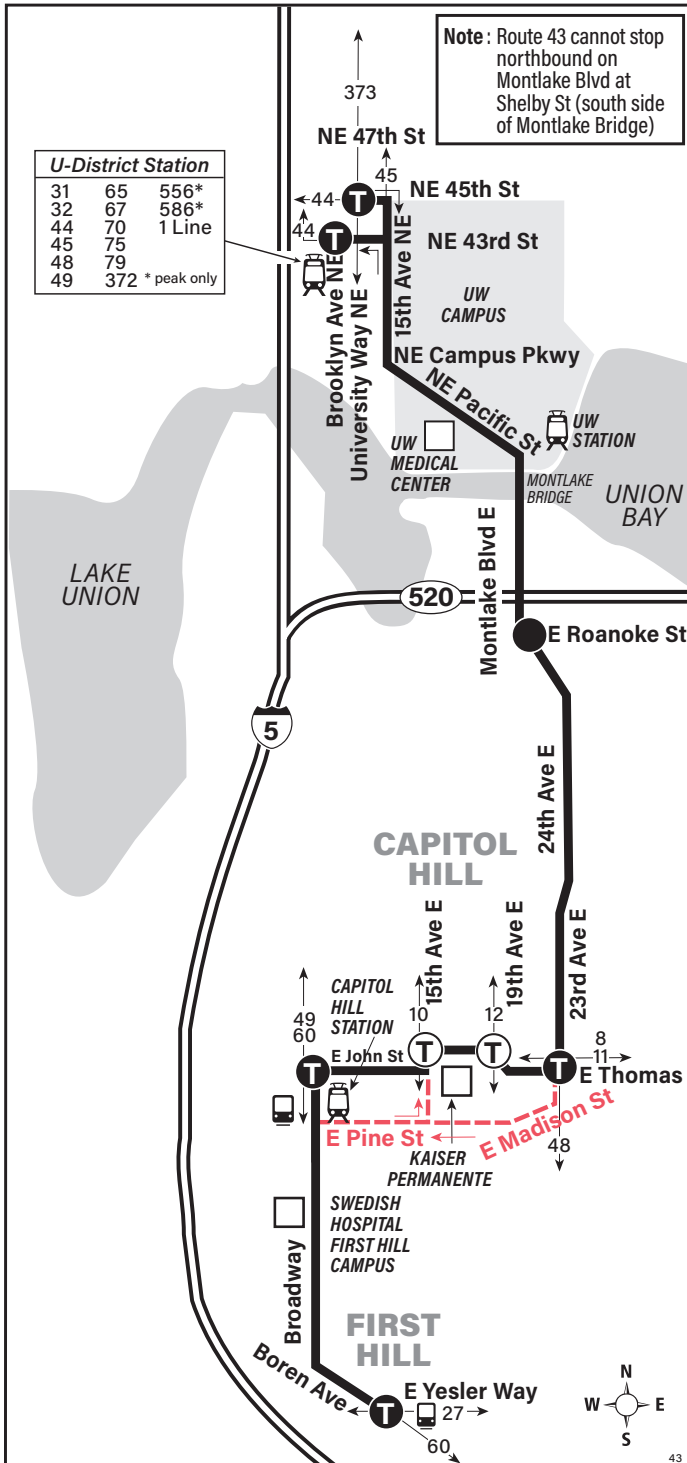 Note: Route 43 cannot stop
northbound on
Montlake Blvd at
Shelby St (south side
of Montlake Bridge)
373
NE 47th St
U-District Station
31 65 556*
32 67 586*
44 70 1 Line
45 75
48 79
49 372 * peak only
45
44
NE 45th St
44
NE 43rd St
T
T
Brooklyn Ave NE
University Way NE
15th Ave NE
UW
CAMPUS
NE Campus Pkwy
NE Pacific St
UW
STATION
UW
MEDICAL
CENTER
MONTLAKE
BRIDGE
UNION
BAY
Montlake Blvd E
LAKE
UNION
520
E Roanoke St
5
24th Ave E
CAPITOL
HILL
15th Ave E
19th Ave E
23rd Ave E
CAPITOL
HILL
STATION
49
60
10
12
8
11
E John St
T
T
T
T
E Thomas
E Pine St
E Madison St
48
KAISER
PERMANENTE
SWEDISH
HOSPITAL
FIRST HILL
CAMPUS
Broadway
FIRST
HILL
Boren Ave
E Yesler Way
T
27
60
N
W E
S
43